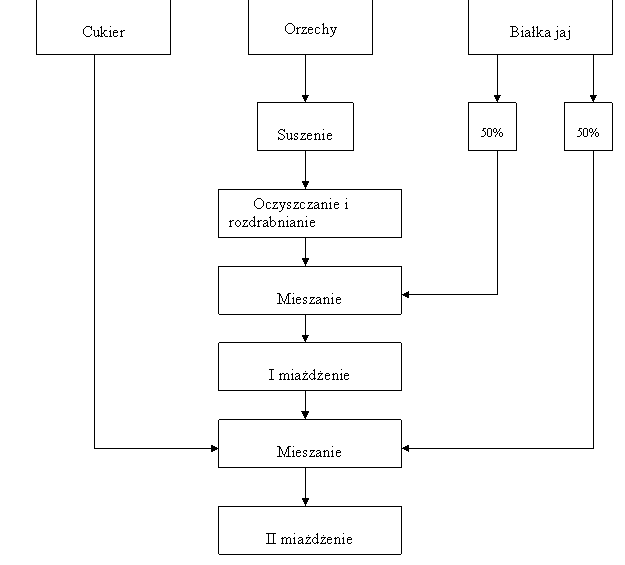 Cukier
Orzechy
Białka jaj
Suszenie
50%
50%
Oczyszczanie i
rozdrabnianie
Mieszanie
I miażdżenie
Mieszanie
II miażdżenie